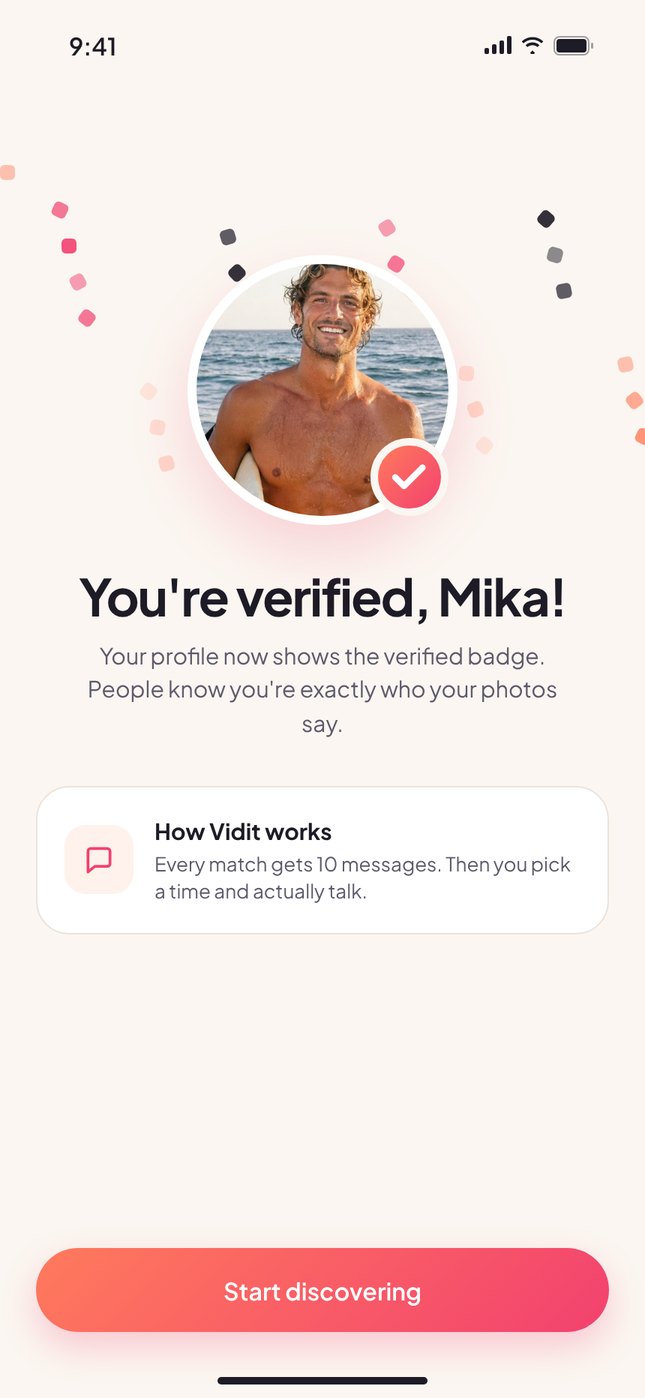 9:41
You're verified, Mika!
Your profile now shows the verified badge.
People know you're exactly who your photos
say.
How Vidit works
Every match gets 10 messages. Then you pick
a time and actually talk.
Start discovering